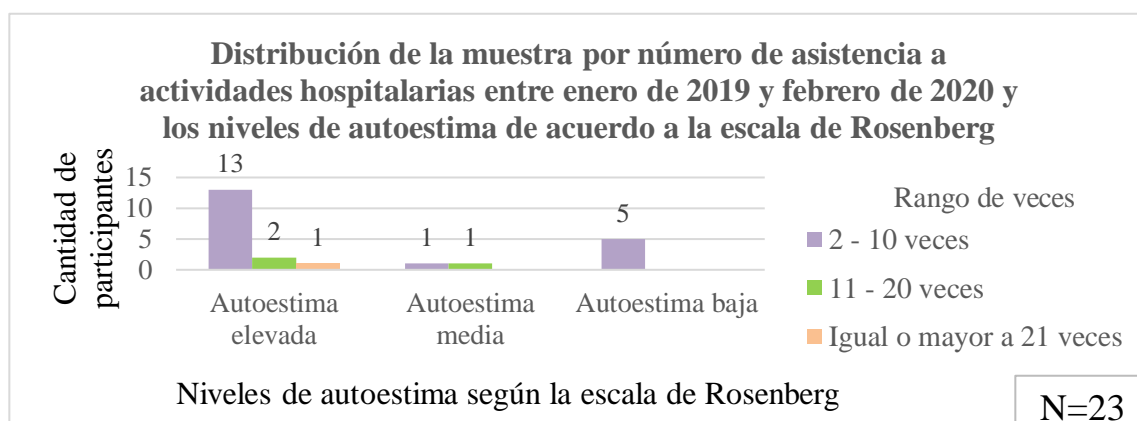 Distribución de la muestra por número de asistencia a
actividades hospitalarias entre enero de 2019 y febrero de 2020 y
los niveles de autoestima de acuerdo a la escala de Rosenberg
Cantidad de
participantes
15
10
5
0
13
2
1
1
1
5
Autoestima
elevada
Autoestima
media
Autoestima baja
Niveles de autoestima según la escala de Rosenberg
Rango de veces
2 - 10 veces
11 - 20 veces
Igual o mayor a 21 veces
N=23